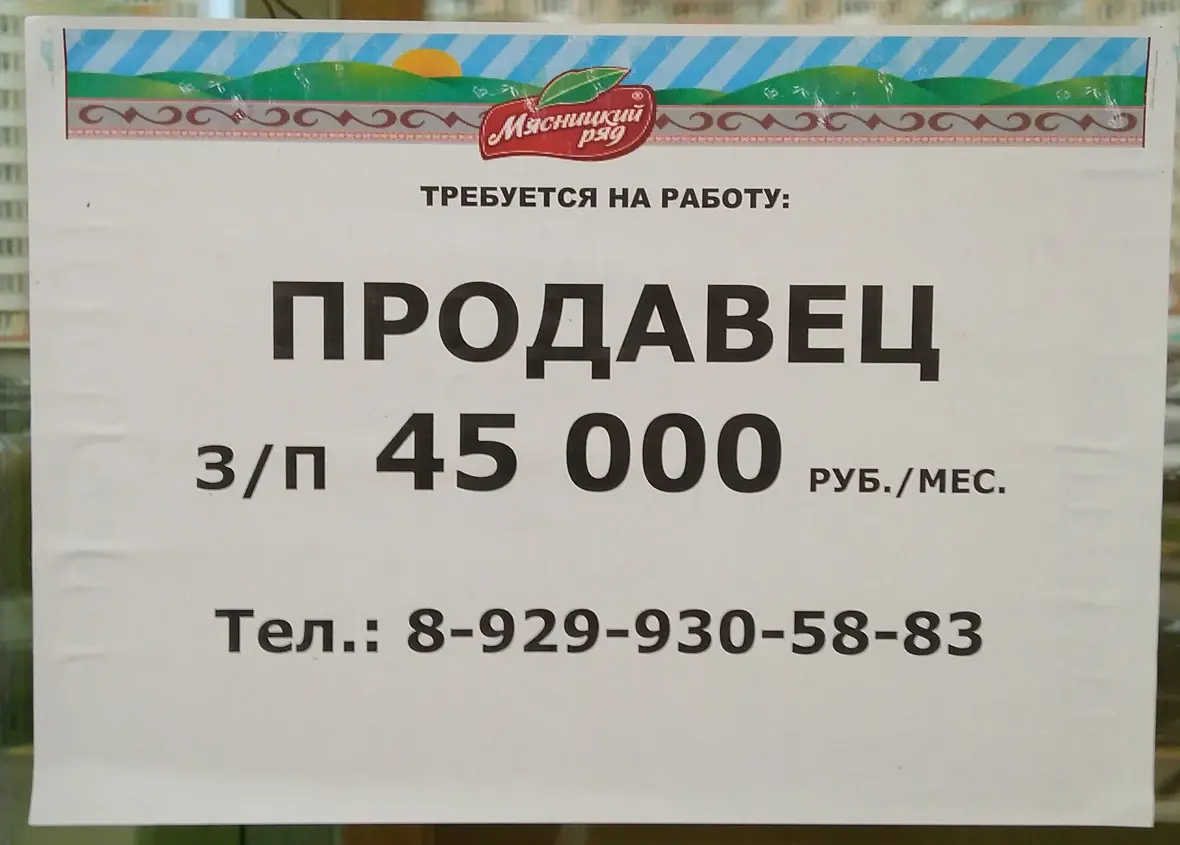 Мясницкий®
ряд
ТРЕБУЕТСЯ НА РАБОТУ:
ПРОДАВЕЦ
З/П 45 000 РУБ./МЕС.
Тел.: 8-929-930-58-83